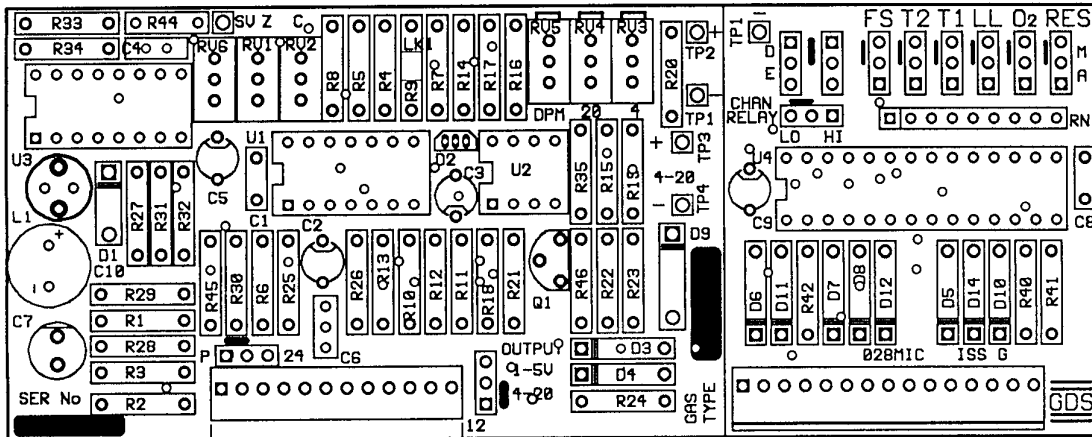 R33 R44 SV Z C
R34 C4 RV6 RV1 RV2 LK1 RV5 RV4 RV3
R8 R5 R4 R9 R7 R14 R17 R16
DPM 20 4
R20 + TP2 - TP1
TP1 -
FS T2 T1 LL O2 RES
D M
E A
CHAN
RELAY
LO HI
RN
U3 C5 U1 D2 C3 U2
R35 R15 R19
+ TP3
4-20
- TP4
U4 C9 C8
L1 D1 R27 R31 R32 C1 C2
C10
R45 R30 R6 R25 R26 R13 R10 R12 R11 R18 R21 Q1 R46 R22 R23
D9
D6 D11 R42 D7 D8 D12 D5 D14 D10 R40 R41
R29
C7 R1
R28
R3
R2
P 24 C6
OUTPUT D3
1-5V D4
4-20 R24
028MIC ISS G
SER No
12
GAS
TYPE
GDS